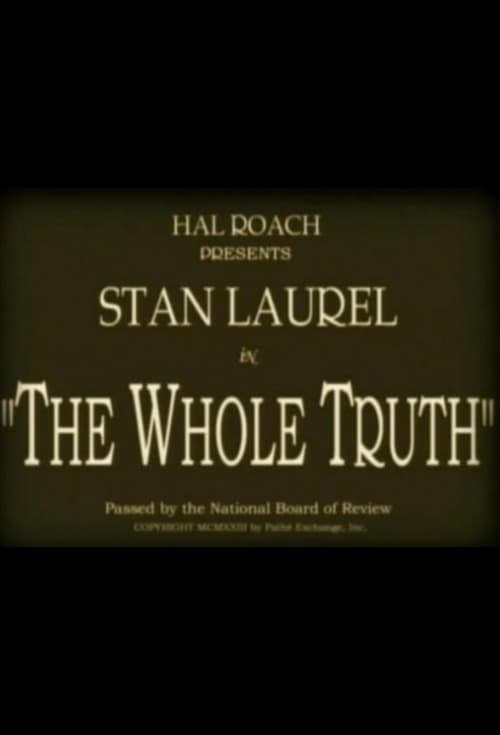 HAL ROACH
PRESENTS
STAN LAUREL
in
"THE WHOLE TRUTH"
Passed by the National Board of Review
COPYRIGHT MCMXXIII by Pathé Exchange, Inc.